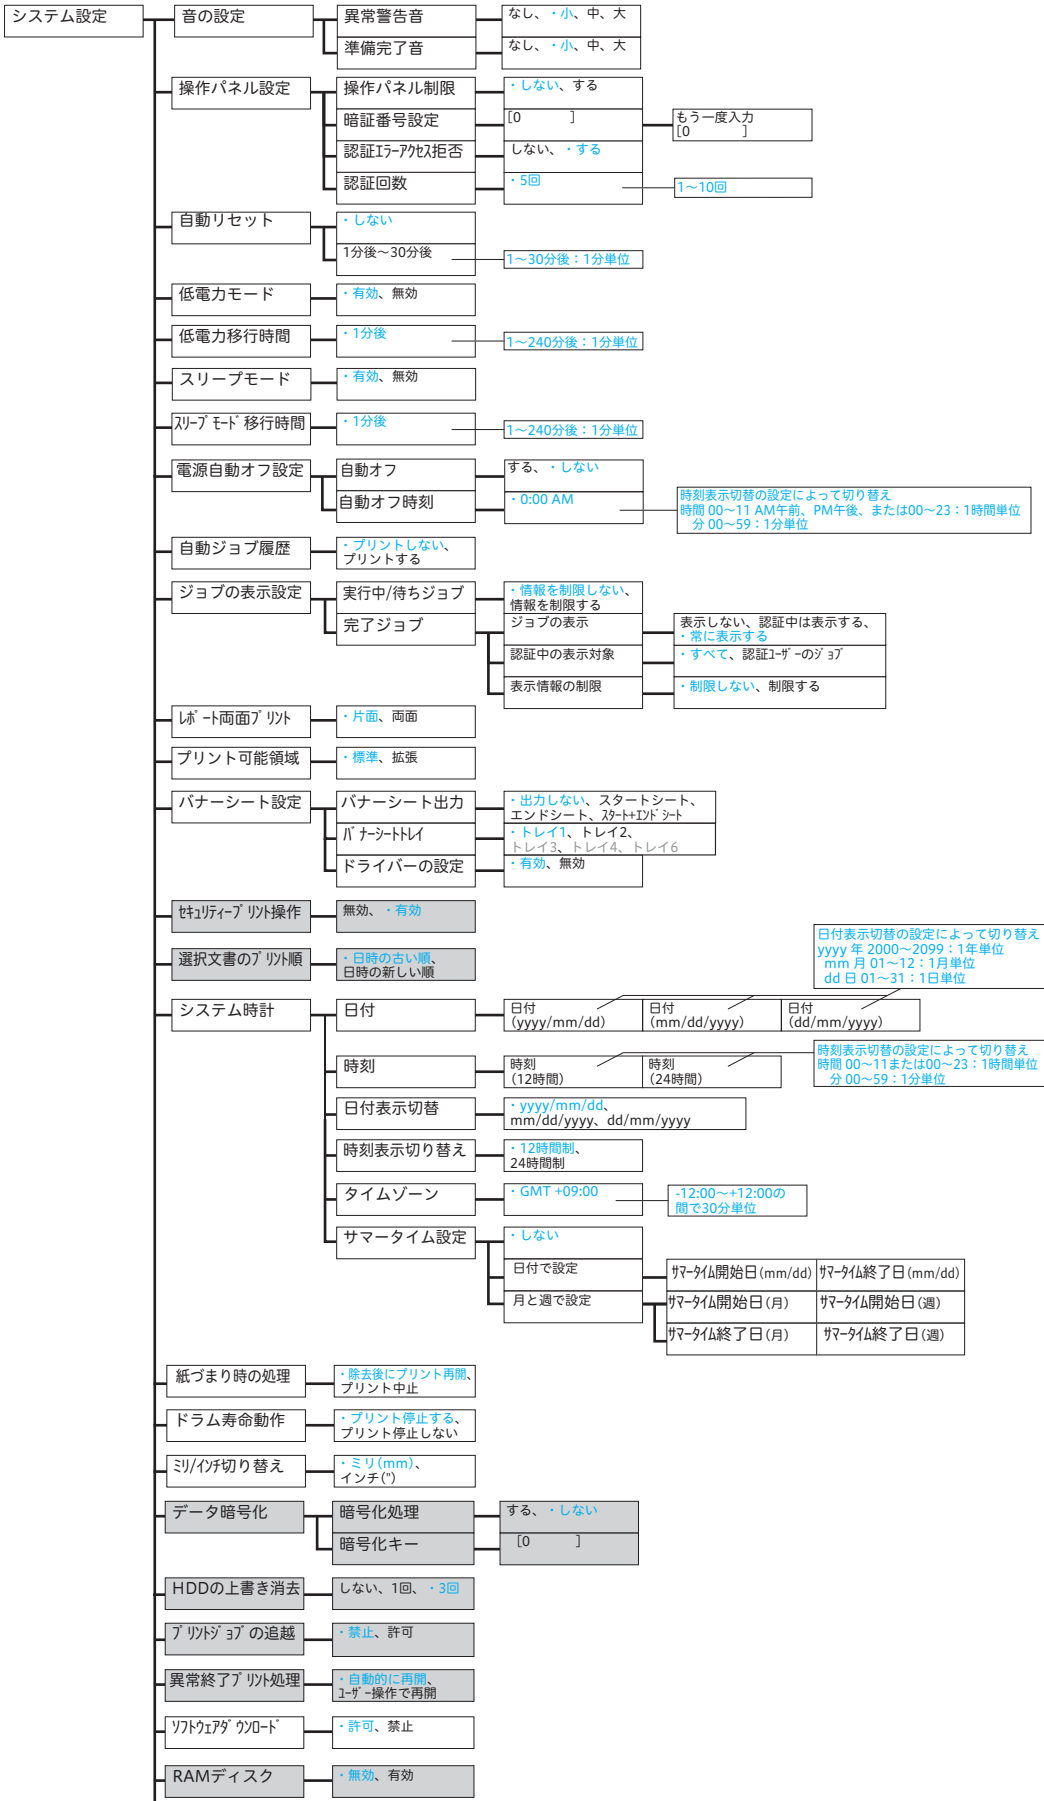 システム設定
音の設定
異常警告音
なし、・小、中、大
準備完了音
なし、・小、中、大
操作パネル設定
操作パネル制限
・しない、する
暗証番号設定
[0 ]
もう一度入力
[0 ]
認証ｴﾗｰｱｸｾｽ拒否
しない、・する
認証回数
・5回
1～10回
自動リセット
・しない
1分後～30分後
1～30分後：1分単位
低電力モード
・有効、無効
低電力移行時間
・1分後
1～240分後：1分単位
スリープモード
・有効、無効
ｽﾘｰﾌﾟﾓｰﾄﾞ移行時間
・1分後
1～240分後：1分単位
電源自動オフ設定
自動オフ
する、・しない
自動オフ時刻
・0:00 AM
時刻表示切替の設定によって切り替え
時間 00～11 AM午前、PM午後、または00～23：1時間単位
分 00～59：1分単位
自動ジョブ履歴
・プリントしない、
プリントする
ジョブの表示設定
実行中/待ちジョブ
・情報を制限しない、
情報を制限する
完了ジョブ
ジョブの表示
表示しない、認証中は表示する、
・常に表示する
認証中の表示対象
・すべて、認証ﾕｰｻﾞｰのｼﾞｮﾌﾞ
表示情報の制限
・制限しない、制限する
ﾚﾎﾟｰﾄ両面ﾌﾟﾘﾝﾄ
・片面、両面
プリント可能領域
・標準、拡張
バナーシート設定
バナーシート出力
・出力しない、スタートシート、
エンドシート、ｽﾀｰﾄ+ｴﾝﾄﾞｼｰﾄ
ﾊﾞﾅｰｼｰﾄﾄﾚｲ
・トレイ1、トレイ2、
トレイ3、トレイ4、トレイ6
ドライバーの設定
・有効、無効
ｾｷｭﾘﾃｨｰﾌﾟﾘﾝﾄ操作
無効、・有効
選択文書のﾌﾟﾘﾝﾄ順
・日時の古い順、
日時の新しい順
日付表示切替の設定によって切り替え
yyyy 年 2000～2099：1年単位
mm 月 01～12：1月単位
dd 日 01～31：1日単位
システム時計
日付
日付
(yyyy/mm/dd)
日付
(mm/dd/yyyy)
日付
(dd/mm/yyyy)
時刻
時刻
(12時間)
時刻
(24時間)
時刻表示切替の設定によって切り替え
時間 00～11または00～23：1時間単位
分 00～59：1分単位
日付表示切替
・yyyy/mm/dd、
mm/dd/yyyy、dd/mm/yyyy
時刻表示切り替え
・12時間制、
24時間制
タイムゾーン
・GMT +09:00
-12:00～+12:00の
間で30分単位
サマータイム設定
・しない
日付で設定
ｻﾏｰﾀｲﾑ開始日(mm/dd)
ｻﾏｰﾀｲﾑ終了日(mm/dd)
月と週で設定
ｻﾏｰﾀｲﾑ開始日(月)
ｻﾏｰﾀｲﾑ開始日(週)
ｻﾏｰﾀｲﾑ終了日(月)
ｻﾏｰﾀｲﾑ終了日(週)
紙づまり時の処理
・除去後にプリント再開、
プリント中止
ドラム寿命動作
・プリント停止する、
プリント停止しない
ﾐﾘ/ｲﾝﾁ切り替え
・ミリ(mm)、
インチ(")
データ暗号化
暗号化処理
する、・しない
暗号化キー
[0 ]
HDDの上書き消去
しない、1回、・3回
ﾌﾟﾘﾝﾄｼﾞｮﾌﾞの追越
・禁止、許可
異常終了ﾌﾟﾘﾝﾄ処理
・自動的に再開、
ﾕｰｻﾞｰ操作で再開
ｿﾌﾄｳｪｱﾀﾞｳﾝﾛｰﾄﾞ
・許可、禁止
RAMディスク
・無効、有効